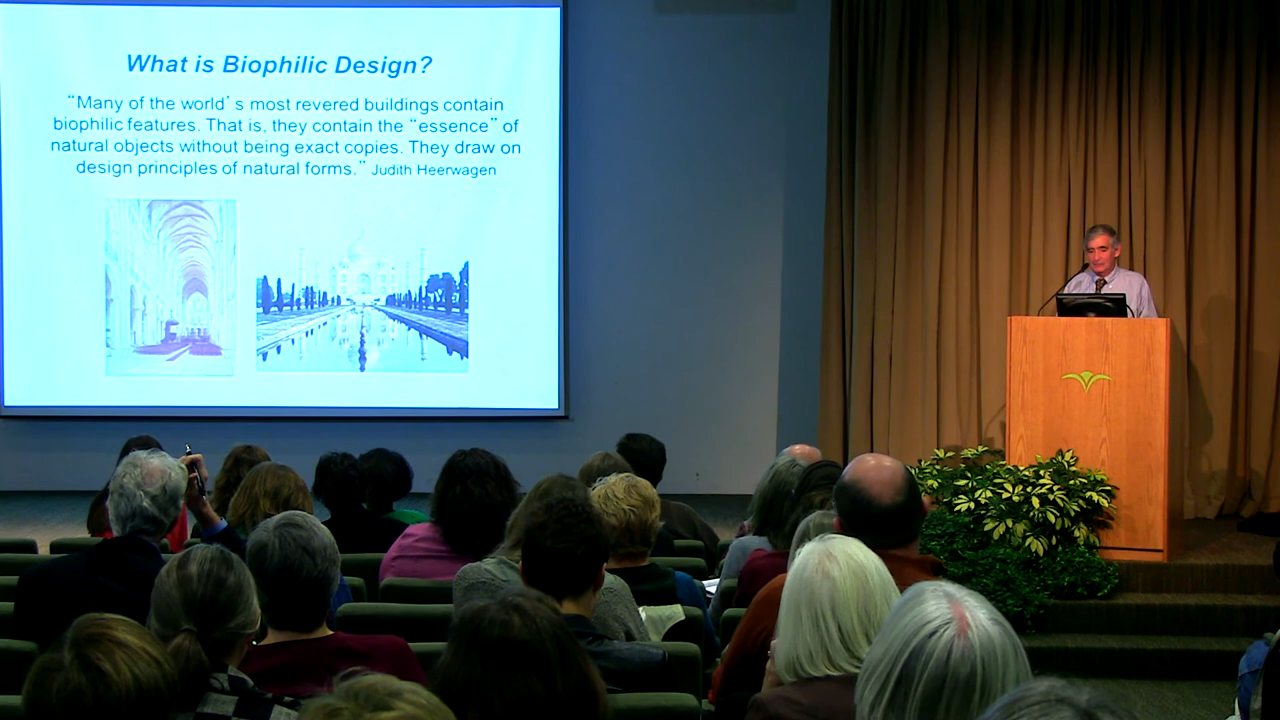 What is Biophilic Design?
“Many of the world’ s most revered buildings contain
biophilic features. That is, they contain the “essence” of
natural objects without being exact copies. They draw on
design principles of natural forms.” Judith Heerwagen